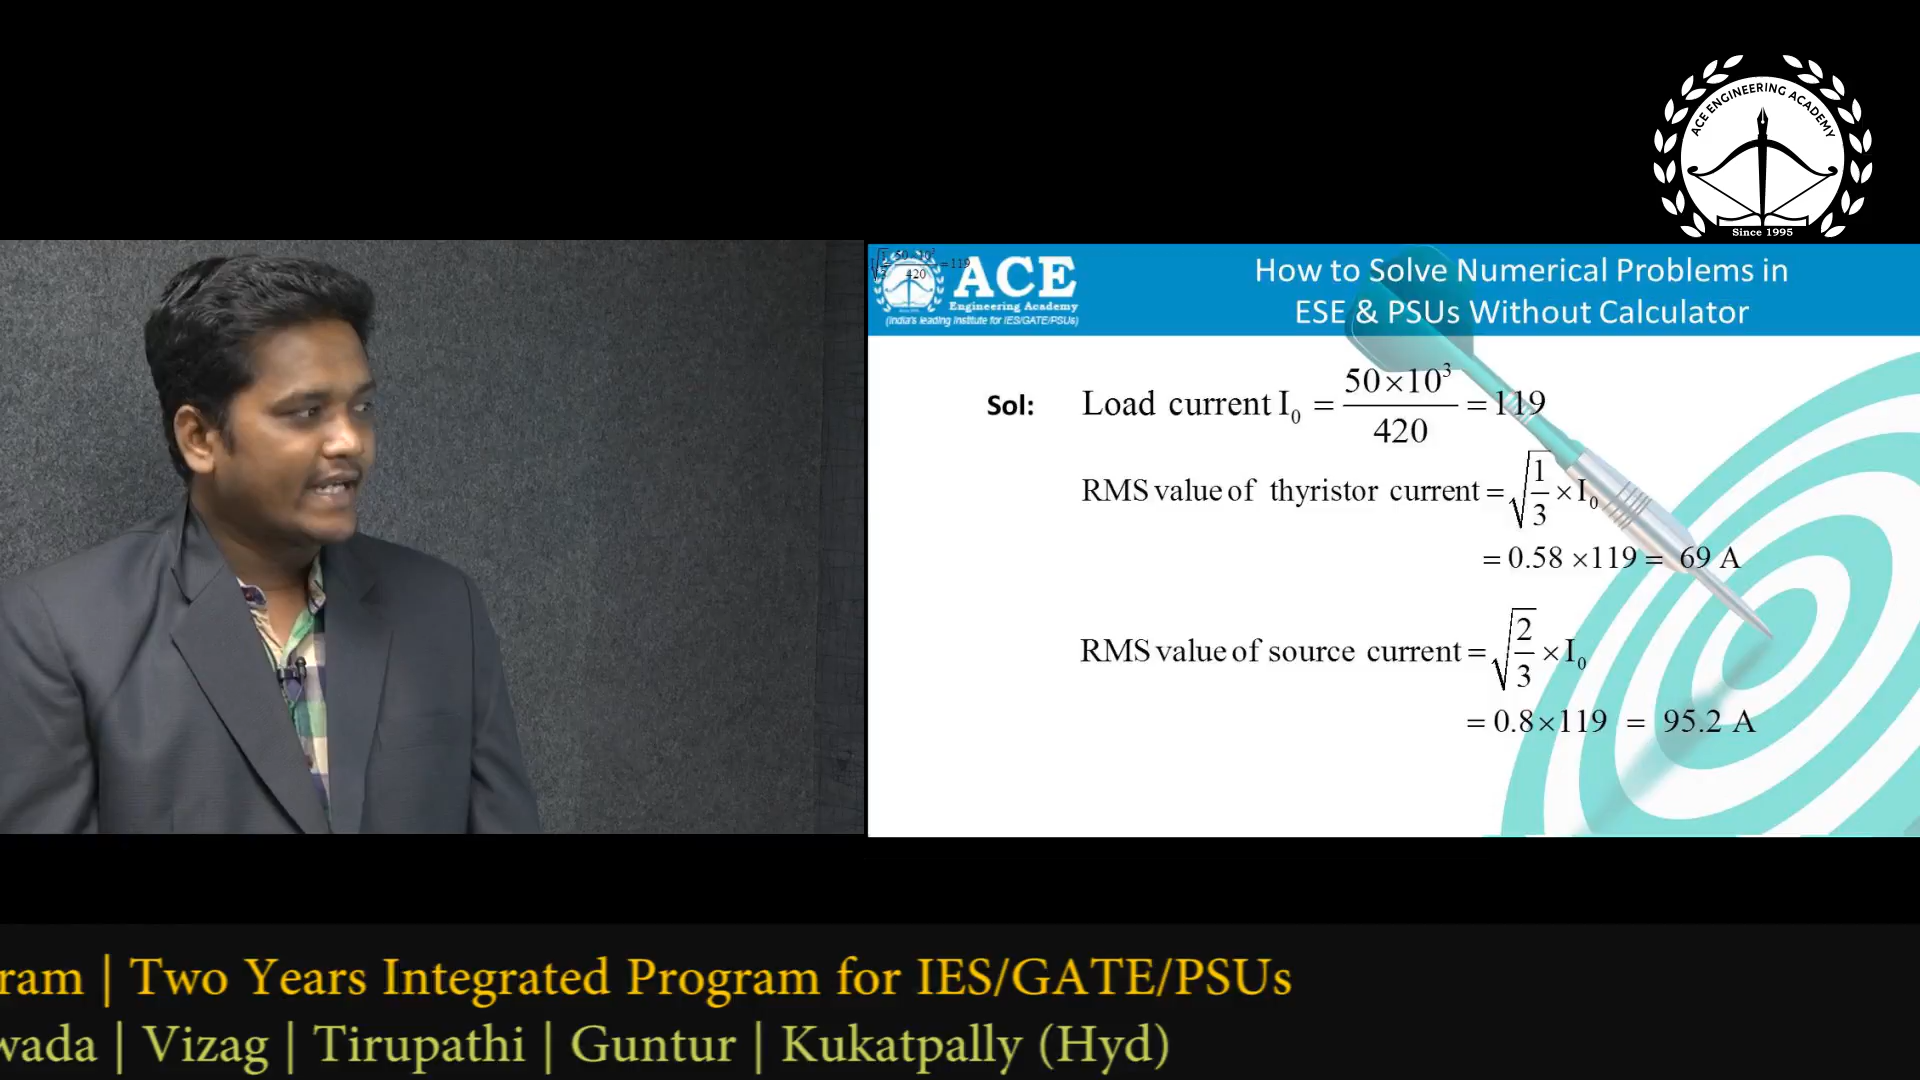 ACE ENGINEERING ACADEMY
Since 1995
ACE
Engineering Academy
(India's leading Institute for IES/GATE/PSUs)
How to Solve Numerical Problems in
ESE & PSUs Without Calculator
Sol: Load current I₀ = 50×10³ / 420 = 119
RMS value of thyristor current = √(1/3) × I₀
= 0.58 ×119 = 69 A
RMS value of source current = √(2/3) × I₀
= 0.8×119 = 95.2 A
ram | Two Years Integrated Program for IES/GATE/PSUs
wada | Vizag | Tirupathi | Guntur | Kukatpally (Hyd)